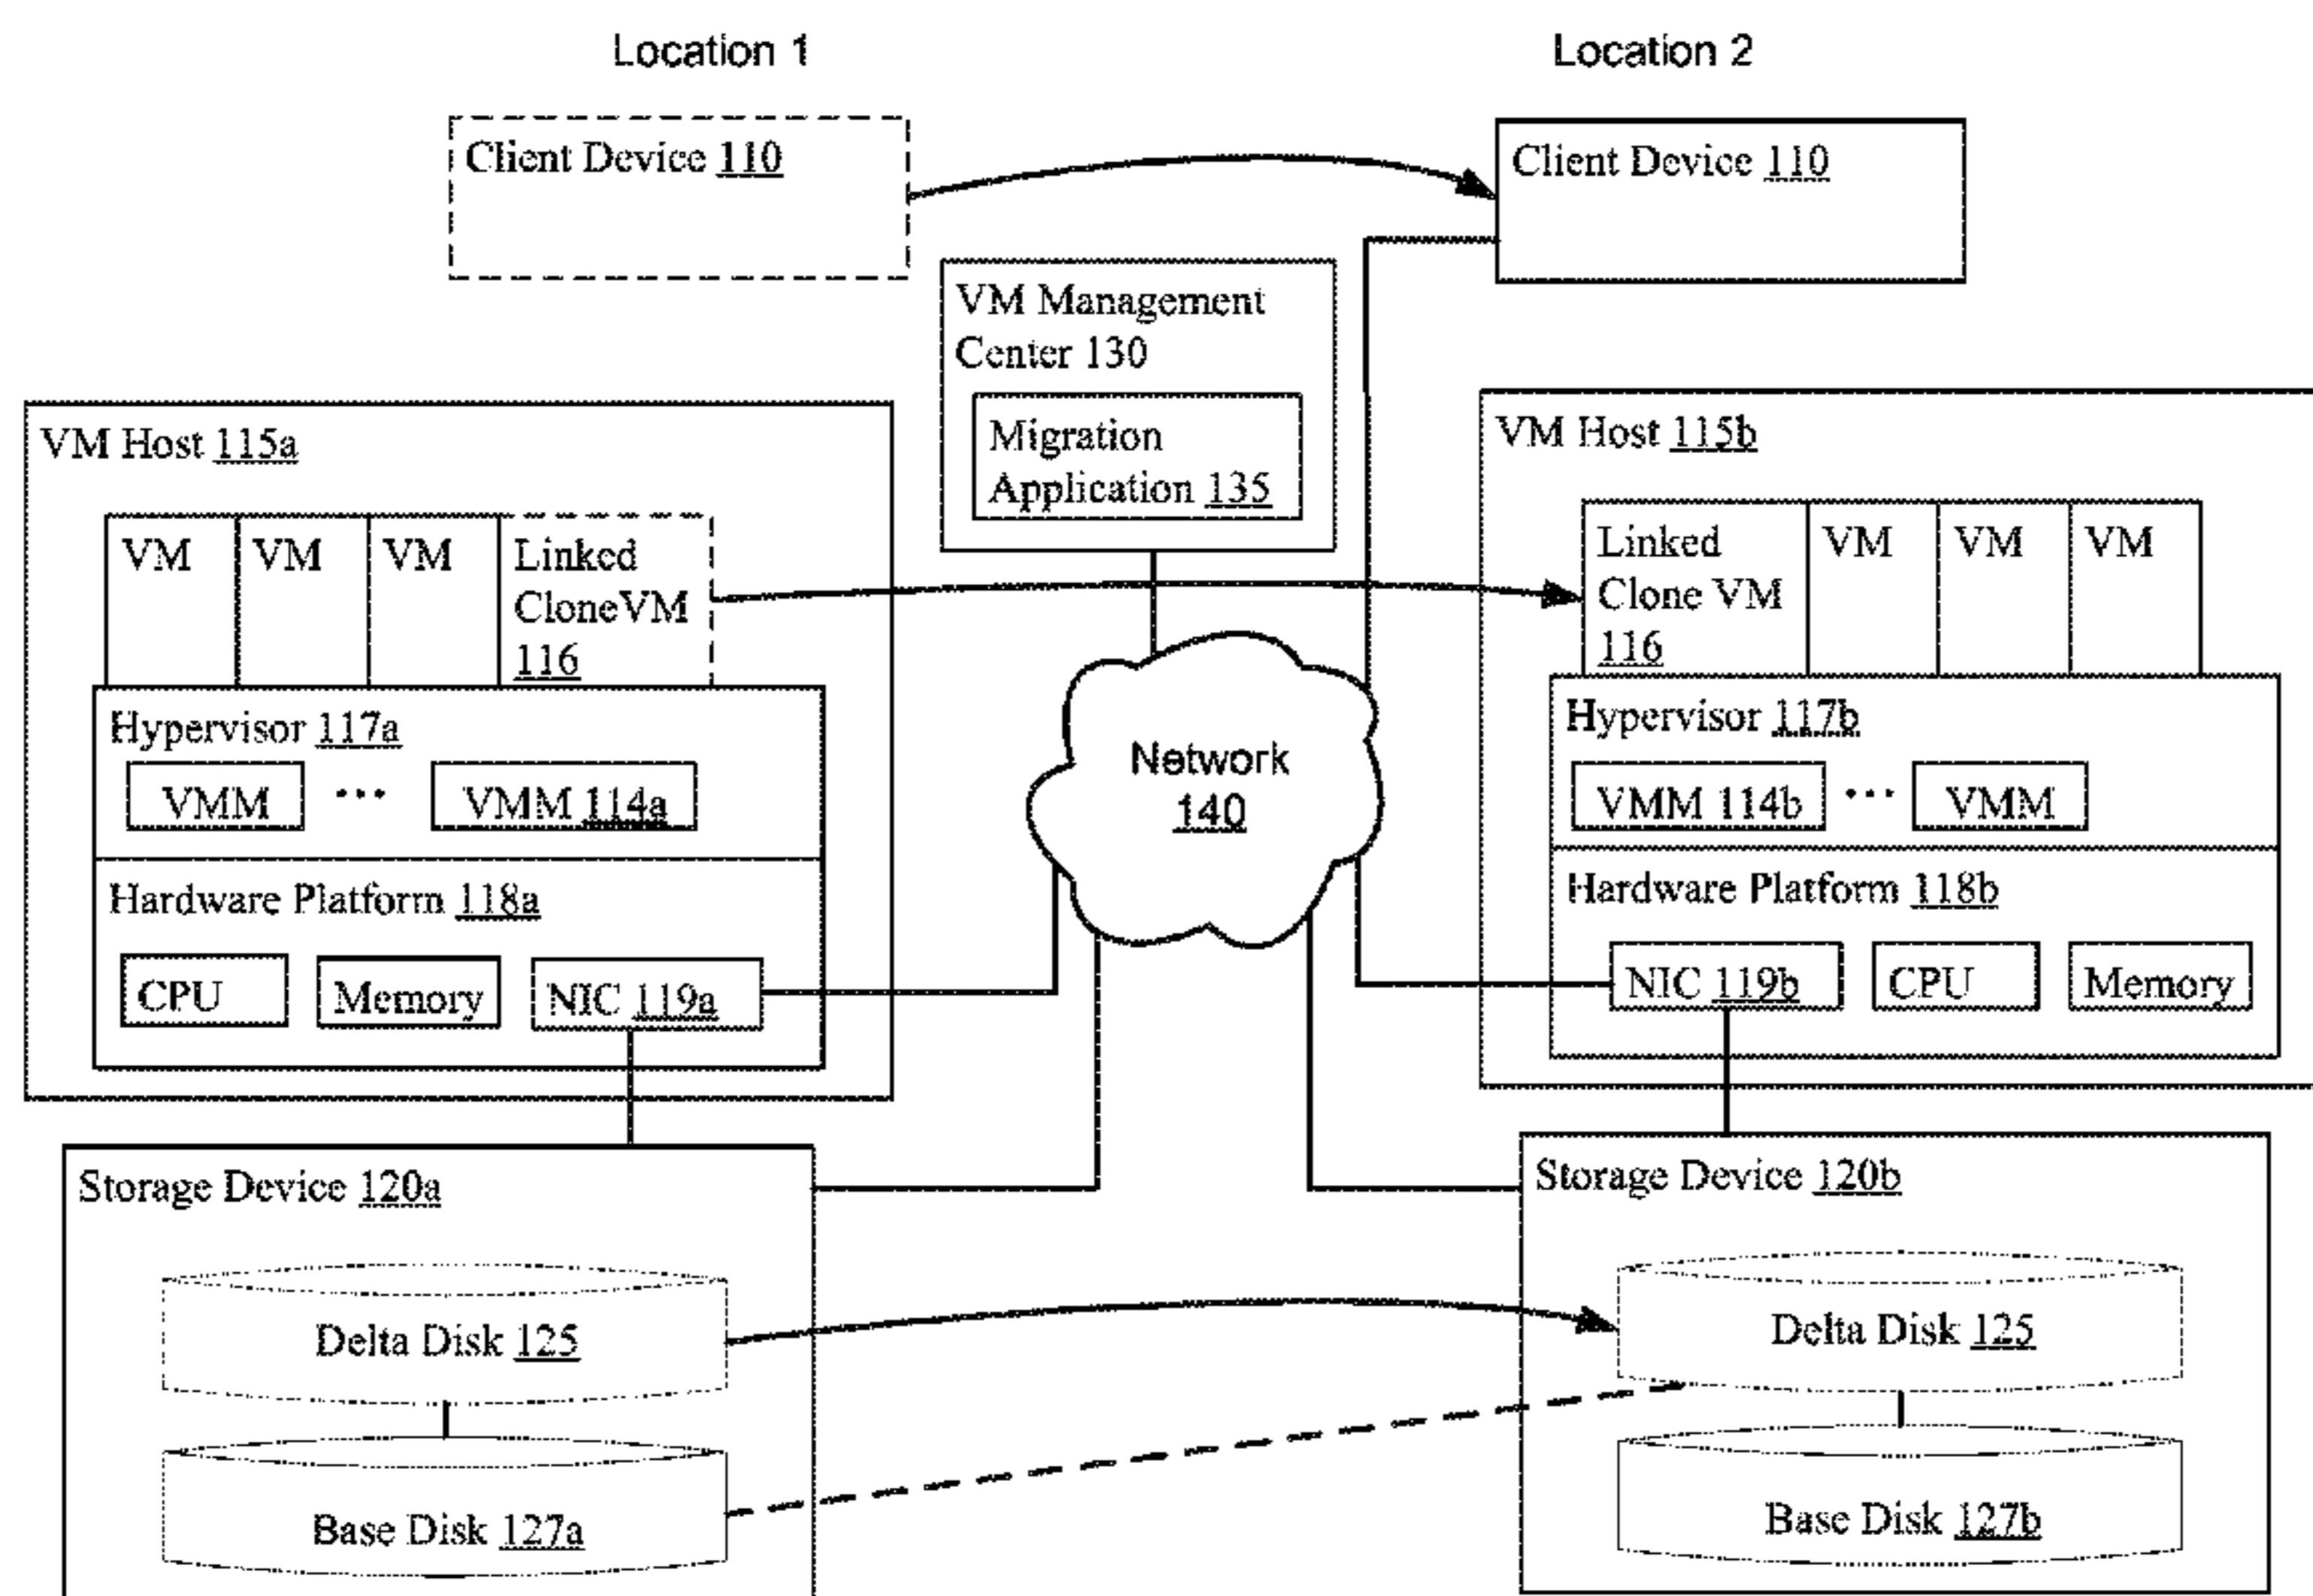 Location 1
Location 2
Client Device 110
Client Device 110
VM Management
Center 130
Migration
Application 135
VM Host 115a
VM
VM
VM
Linked
CloneVM
116
Hypervisor 117a
VMM
...
VMM 114a
Hardware Platform 118a
CPU
Memory
NIC 119a
Network
140
VM Host 115b
Linked
Clone VM
116
VM
VM
VM
Hypervisor 117b
VMM 114b
...
VMM
Hardware Platform 118b
NIC 119b
CPU
Memory
Storage Device 120a
Delta Disk 125
Base Disk 127a
Storage Device 120b
Delta Disk 125
Base Disk 127b